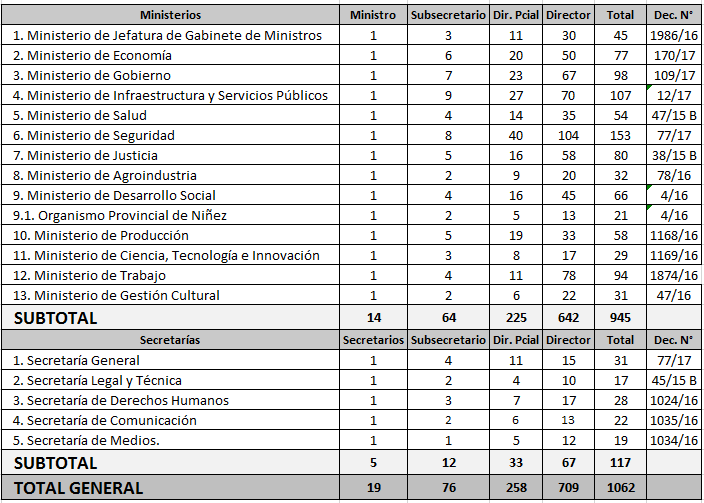 Ministerios Ministro Subsecretario Dir. Pcial Director Total Dec. N°
1. Ministerio de Jefatura de Gabinete de Ministros 1 3 11 30 45 1986/16
2. Ministerio de Economía 1 6 20 50 77 170/17
3. Ministerio de Gobierno 1 7 23 67 98 109/17
4. Ministerio de Infraestructura y Servicios Públicos 1 9 27 70 107 12/17
5. Ministerio de Salud 1 4 14 35 54 47/15 B
6. Ministerio de Seguridad 1 8 40 104 153 77/17
7. Ministerio de Justicia 1 5 16 58 80 38/15 B
8. Ministerio de Agroindustria 1 2 9 20 32 78/16
9. Ministerio de Desarrollo Social 1 4 16 45 66 4/16
9.1. Organismo Provincial de Niñez 1 2 5 13 21 4/16
10. Ministerio de Producción 1 5 19 33 58 1168/16
11. Ministerio de Ciencia, Tecnología e Innovación 1 3 8 17 29 1169/16
12. Ministerio de Trabajo 1 4 11 78 94 1874/16
13. Ministerio de Gestión Cultural 1 2 6 22 31 47/16
SUBTOTAL 14 64 225 642 945
Secretarías Secretarios Subsecretario Dir. Pcial Director Total Dec. N°
1. Secretaría General 1 4 11 15 31 77/17
2. Secretaría Legal y Técnica 1 2 4 10 17 45/15 B
3. Secretaría de Derechos Humanos 1 3 7 17 28 1024/16
4. Secretaría de Comunicación 1 2 6 13 22 1035/16
5. Secretaría de Medios. 1 1 5 12 19 1034/16
SUBTOTAL 5 12 33 67 117
TOTAL GENERAL 19 76 258 709 1062